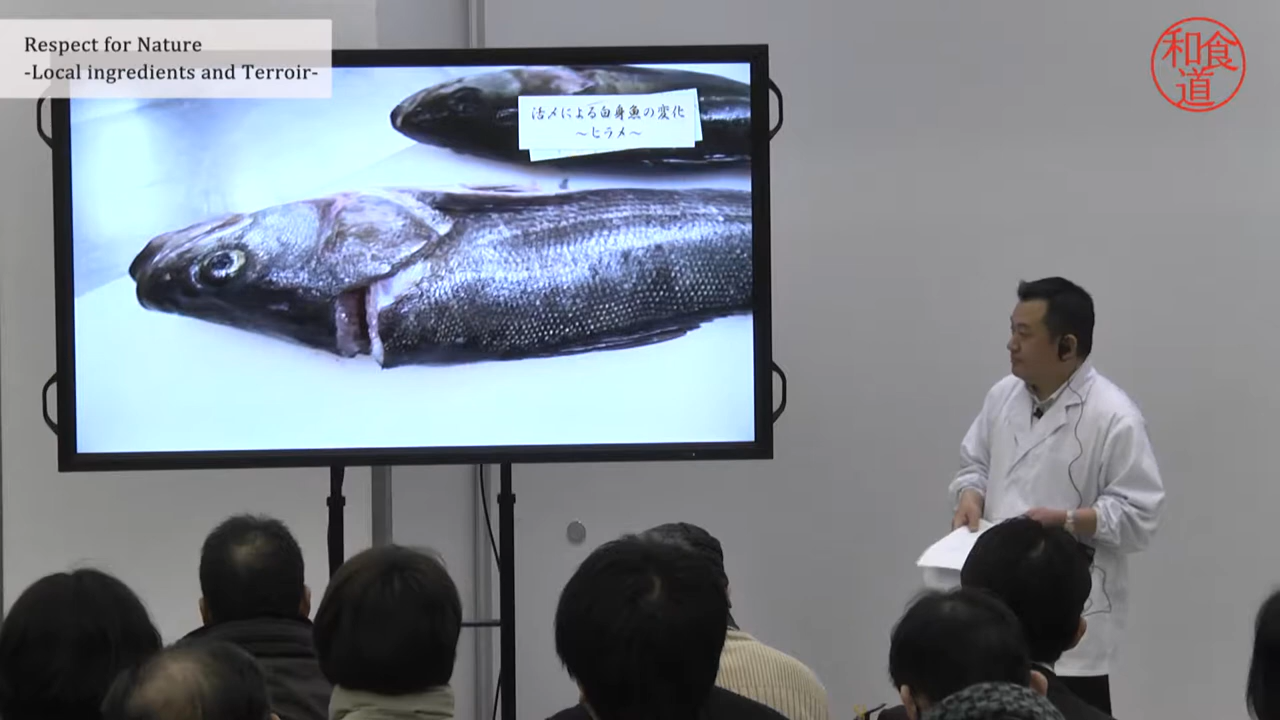 Respect for Nature
-Local ingredients and Terroir-
活〆による白身魚の変化
～ヒラメ～
和食
道